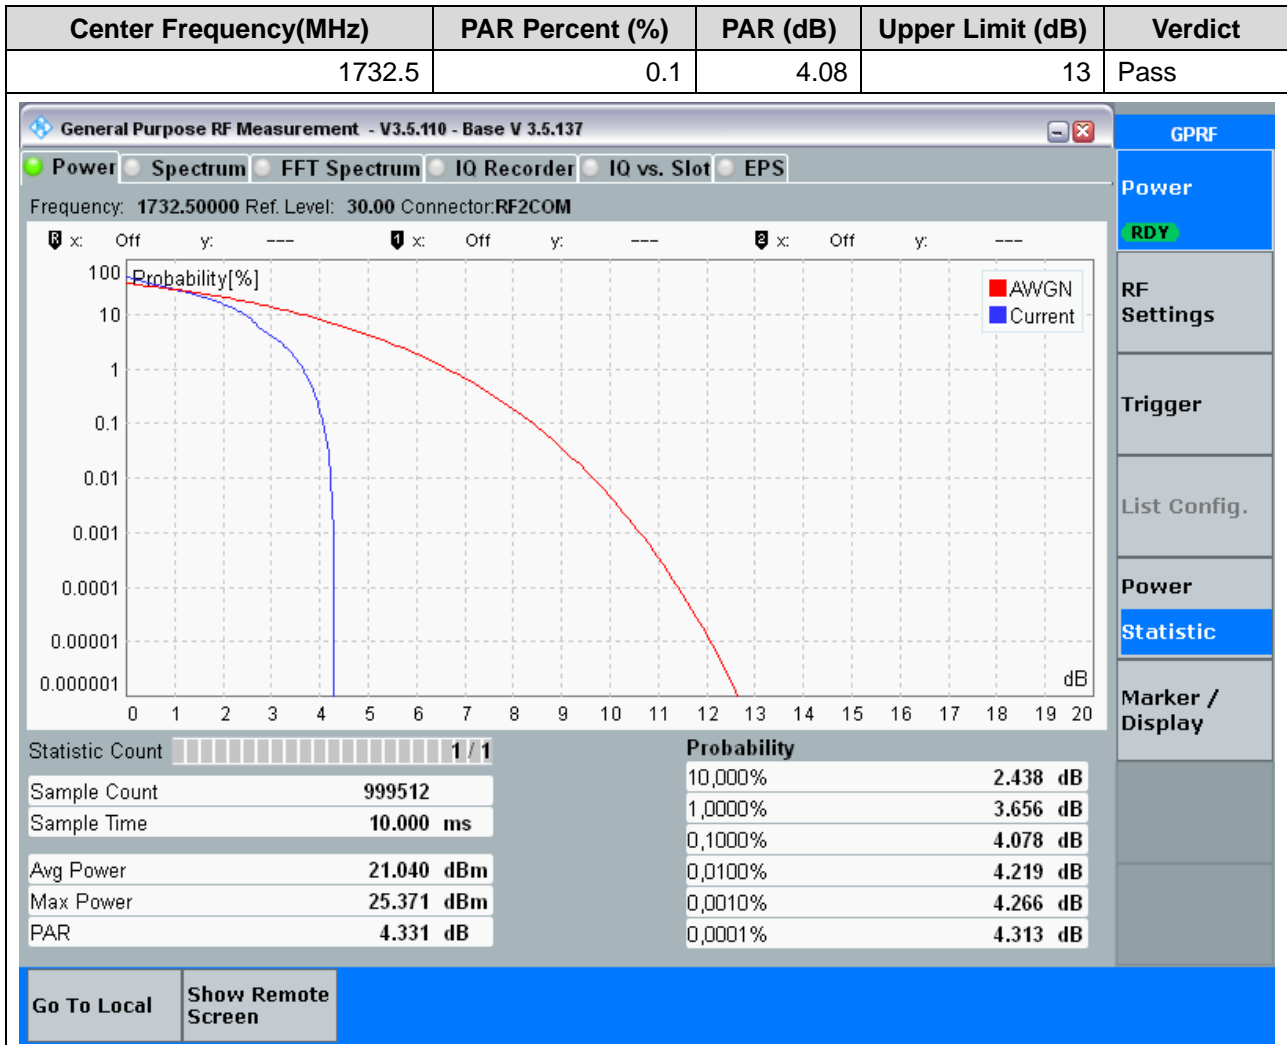 Center Frequency(MHz) PAR Percent (%) PAR (dB) Upper Limit (dB) Verdict
1732.5 0.1 4.08 13 Pass
General Purpose RF Measurement - V3.5.110 - Base V 3.5.137
GPRF
Power Spectrum FFT Spectrum IQ Recorder IQ vs. Slot EPS
Power
RDY
Frequency: 1732.50000 Ref. Level: 30.00 Connector:RF2COM
R x: Off y: --- 1 x: Off y: --- 2 x: Off y: ---
Probability[%]
AWGN
Current
100
10
1
0.1
0.01
0.001
0.0001
0.00001
0.000001
dB
0 1 2 3 4 5 6 7 8 9 10 11 12 13 14 15 16 17 18 19 20
RF
Settings
Trigger
List Config.
Power
Statistic
Marker /
Display
Statistic Count 1 / 1
Sample Count 999512
Sample Time 10.000 ms
Avg Power 21.040 dBm
Max Power 25.371 dBm
PAR 4.331 dB
Probability
10,000% 2.438 dB
1,0000% 3.656 dB
0,1000% 4.078 dB
0,0100% 4.219 dB
0,0010% 4.266 dB
0,0001% 4.313 dB
Go To Local
Show Remote
Screen